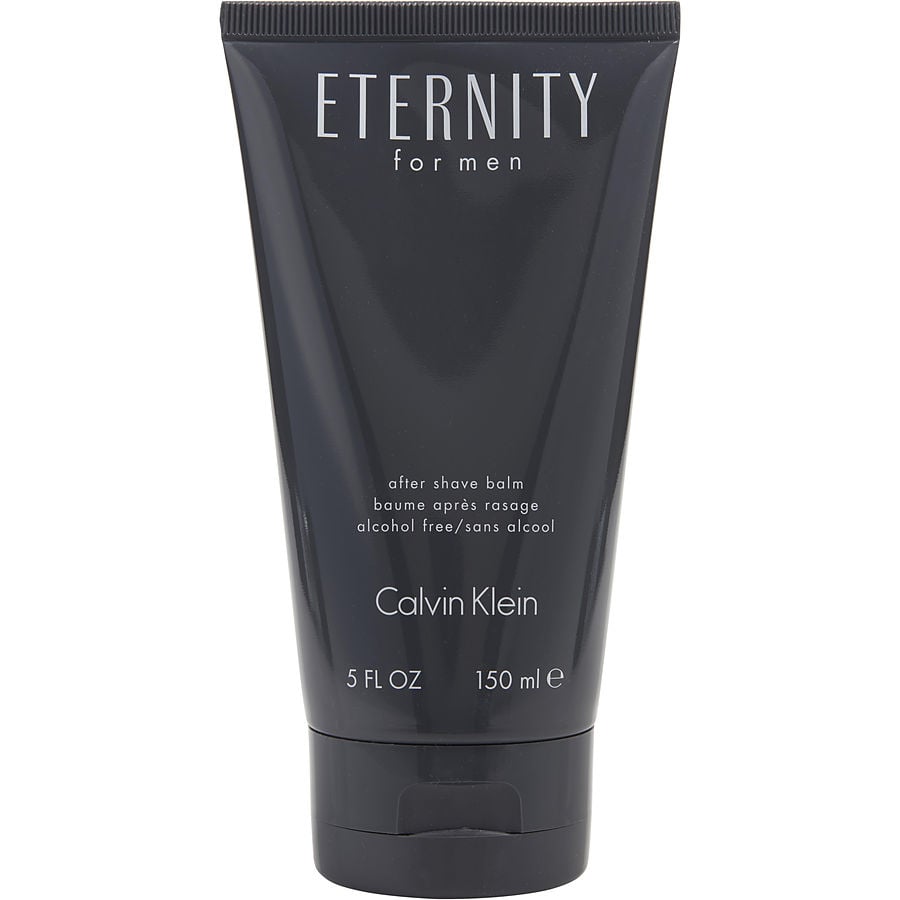 ETERNITY
for men
after shave balm
baume après rasage
alcohol free/sans alcool
Calvin Klein
5 FL OZ 150 ml ℮